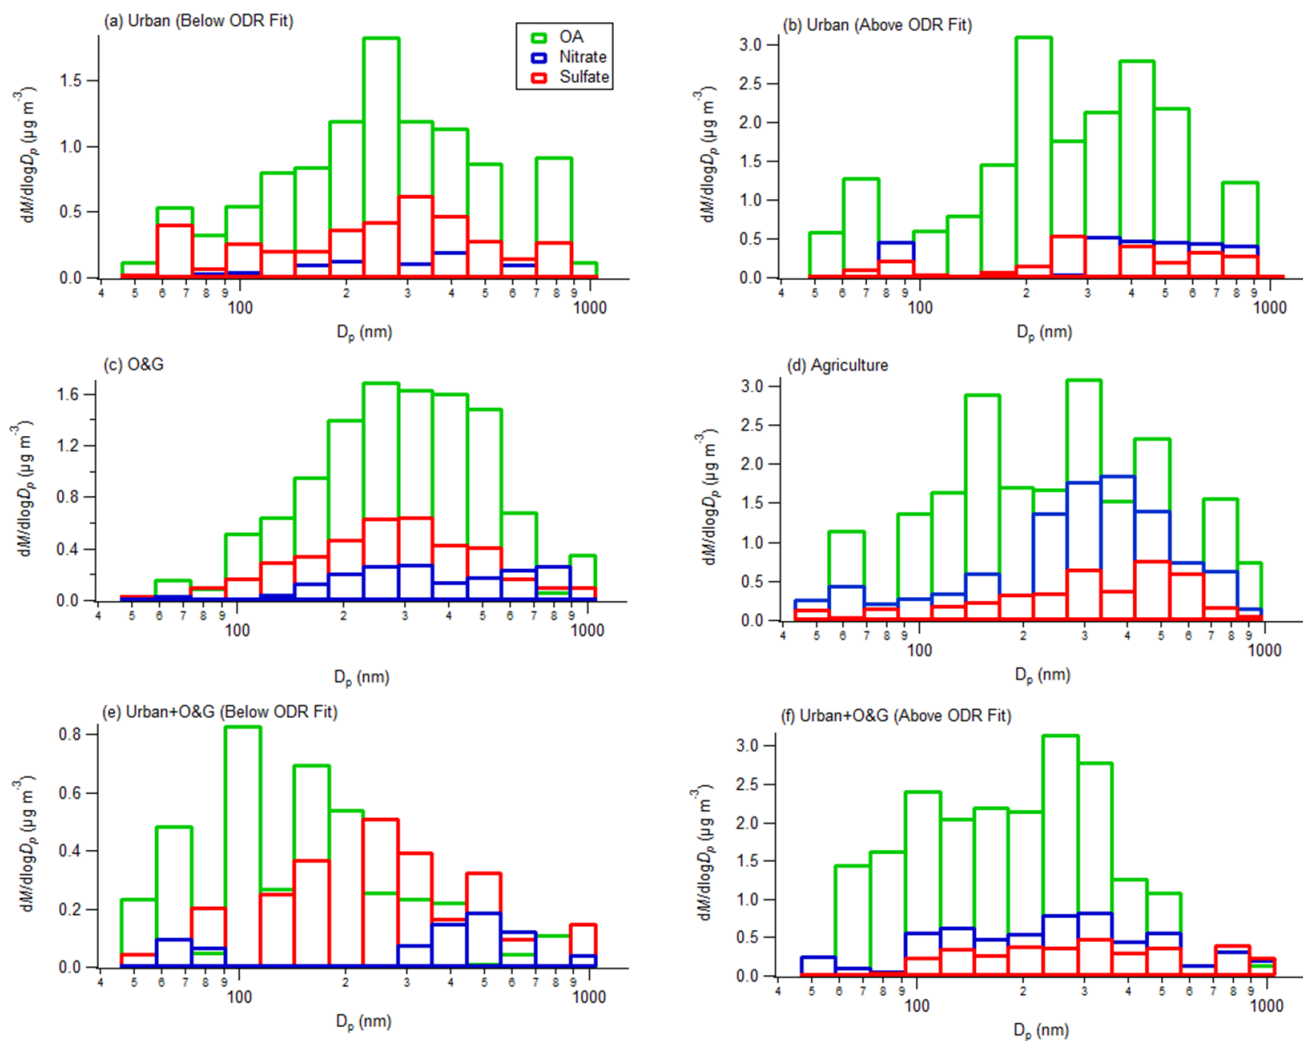 (a) Urban (Below ODR Fit)
OA
Nitrate
Sulfate
dM/dlogDp (µg m-3)
1.5
1.0
0.5
0.0
4 5 6 7 8 9 100 2 3 4 5 6 7 8 9 1000
Dp (nm)
(b) Urban (Above ODR Fit)
dM/dlogDp (µg m-3)
3.0
2.5
2.0
1.5
1.0
0.5
0.0
4 5 6 7 8 9 100 2 3 4 5 6 7 8 9 1000
Dp (nm)
(c) O&G
dM/dlogDp (µg m-3)
1.6
1.2
0.8
0.4
0.0
4 5 6 7 8 9 100 2 3 4 5 6 7 8 9 1000
Dp (nm)
(d) Agriculture
dM/dlogDp (µg m-3)
3.0
2.5
2.0
1.5
1.0
0.5
0.0
4 5 6 7 8 9 100 2 3 4 5 6 7 8 9 1000
Dp (nm)
(e) Urban+O&G (Below ODR Fit)
dM/dlogDp (µg m-3)
0.8
0.6
0.4
0.2
0.0
4 5 6 7 8 9 100 2 3 4 5 6 7 8 9 1000
Dp (nm)
(f) Urban+O&G (Above ODR Fit)
dM/dlogDp (µg m-3)
3.0
2.5
2.0
1.5
1.0
0.5
0.0
4 5 6 7 8 9 100 2 3 4 5 6 7 8 9 1000
Dp (nm)